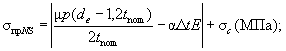 σпрNS = | μp(dₑ – 1,2tnom) / 2tnom – αΔtE | + σc (МПа);